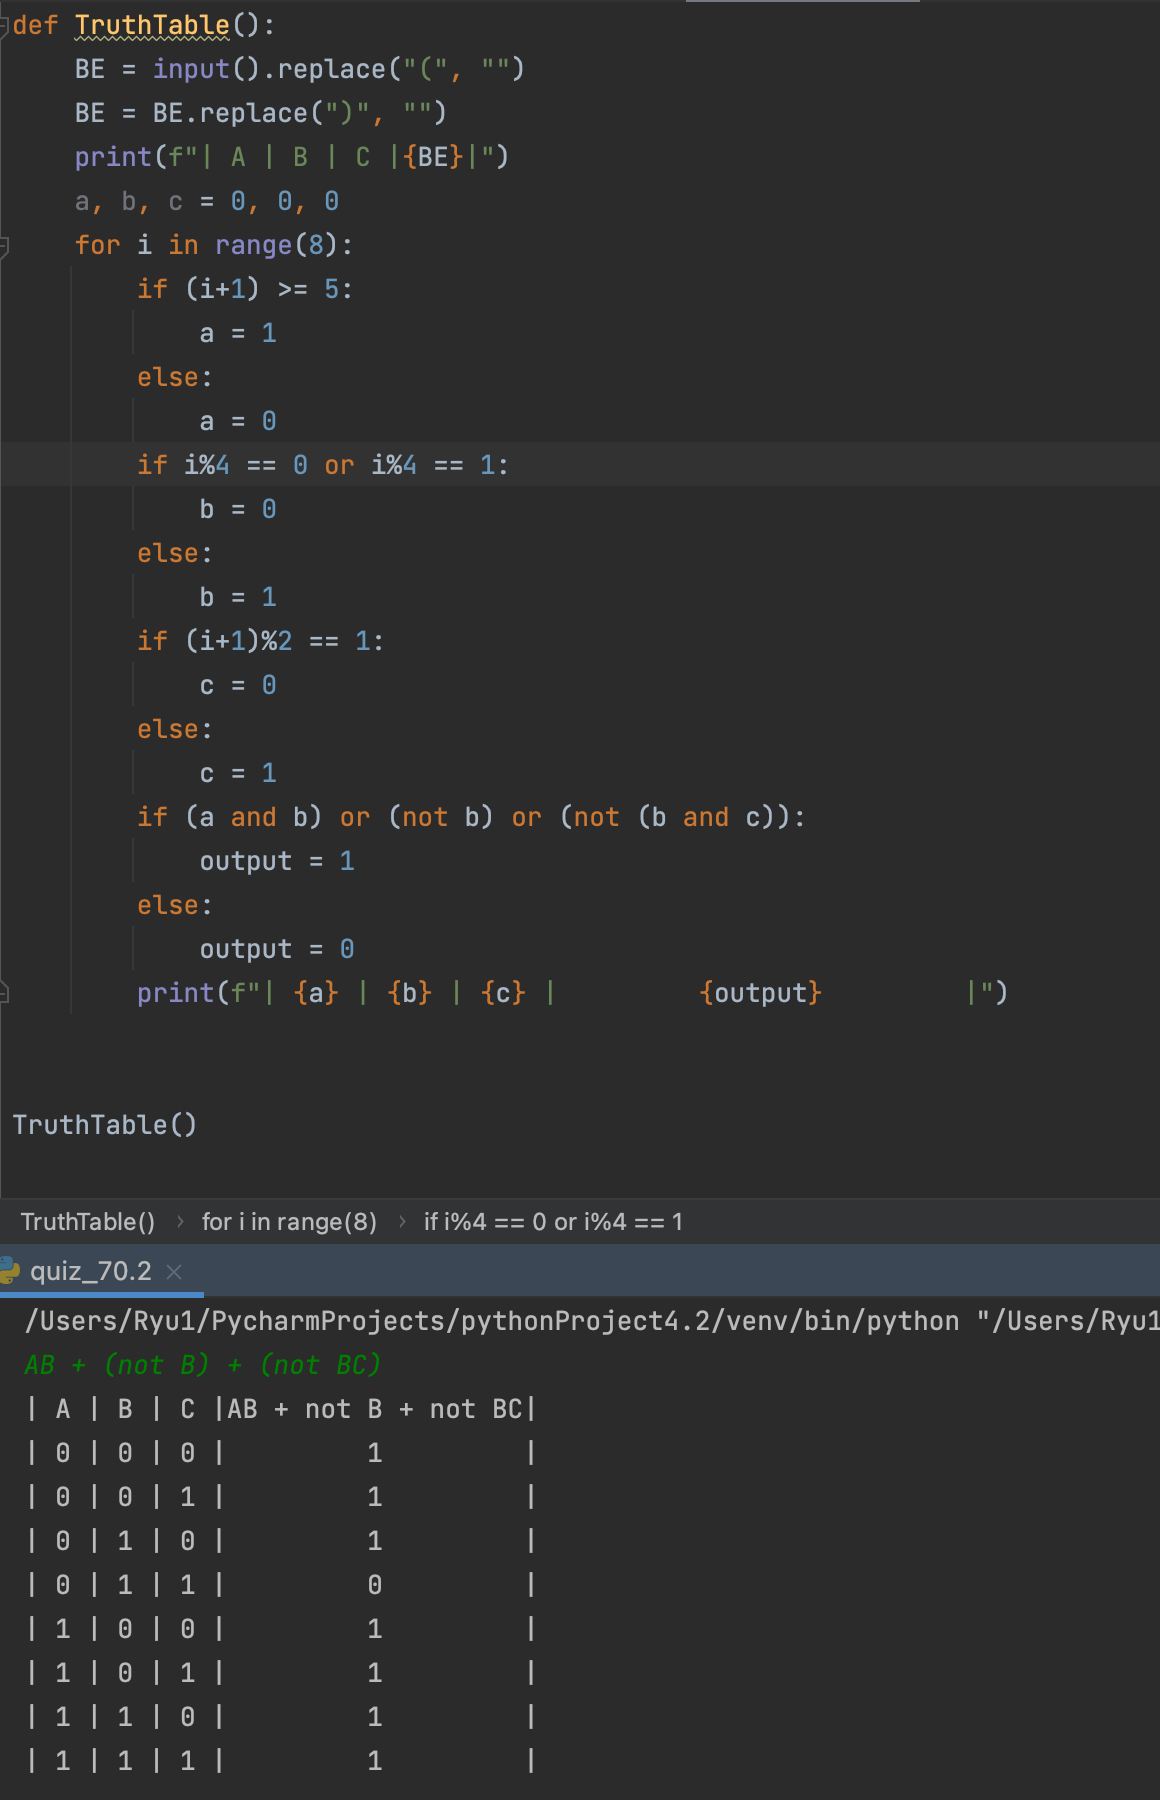 def TruthTable():
    BE = input().replace("(", "")
    BE = BE.replace(")", "")
    print(f"| A | B | C |{BE}|")
    a, b, c = 0, 0, 0
    for i in range(8):
        if (i+1) >= 5:
            a = 1
        else:
            a = 0
        if i%4 == 0 or i%4 == 1:
            b = 0
        else:
            b = 1
        if (i+1)%2 == 1:
            c = 0
        else:
            c = 1
        if (a and b) or (not b) or (not (b and c)):
            output = 1
        else:
            output = 0
        print(f"| {a} | {b} | {c} |         {output}         |")
TruthTable()
TruthTable() › for i in range(8) › if i%4 == 0 or i%4 == 1
quiz_70.2 ×
/Users/Ryu1/PycharmProjects/pythonProject4.2/venv/bin/python "/Users/Ryu1
AB + (not B) + (not BC)
| A | B | C |AB + not B + not BC|
| 0 | 0 | 0 |         1         |
| 0 | 0 | 1 |         1         |
| 0 | 1 | 0 |         1         |
| 0 | 1 | 1 |         0         |
| 1 | 0 | 0 |         1         |
| 1 | 0 | 1 |         1         |
| 1 | 1 | 0 |         1         |
| 1 | 1 | 1 |         1         |